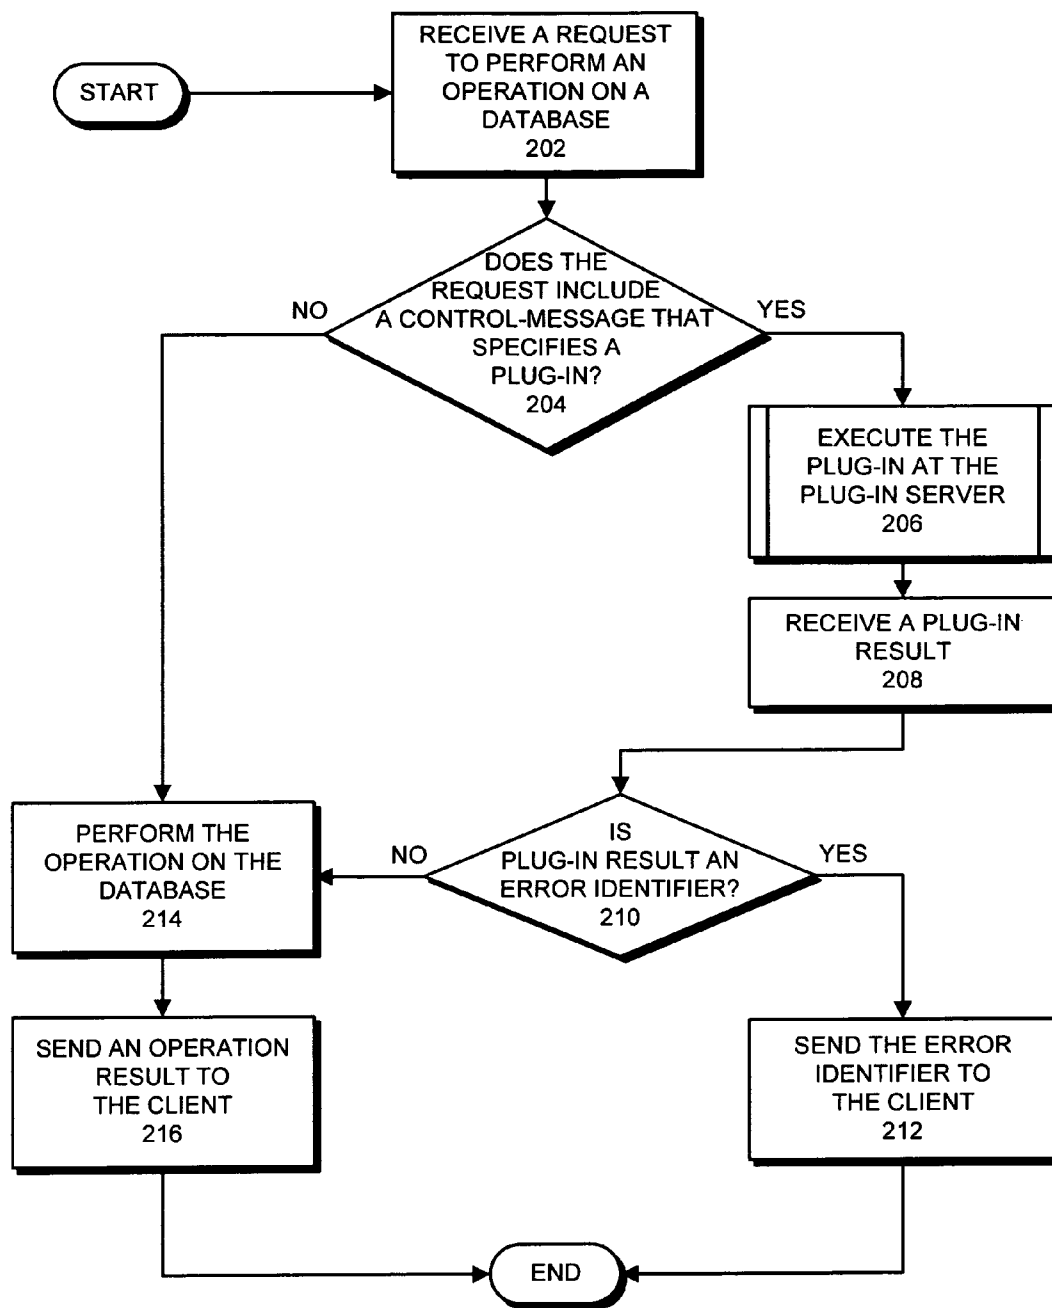 START
RECEIVE A REQUEST
TO PERFORM AN
OPERATION ON A
DATABASE
202
DOES THE
REQUEST INCLUDE
A CONTROL-MESSAGE THAT
SPECIFIES A
PLUG-IN?
204
NO
YES
EXECUTE THE
PLUG-IN AT THE
PLUG-IN SERVER
206
RECEIVE A PLUG-IN
RESULT
208
IS
PLUG-IN RESULT AN
ERROR IDENTIFIER?
210
NO
YES
PERFORM THE
OPERATION ON THE
DATABASE
214
SEND AN OPERATION
RESULT TO
THE CLIENT
216
SEND THE ERROR
IDENTIFIER TO
THE CLIENT
212
END